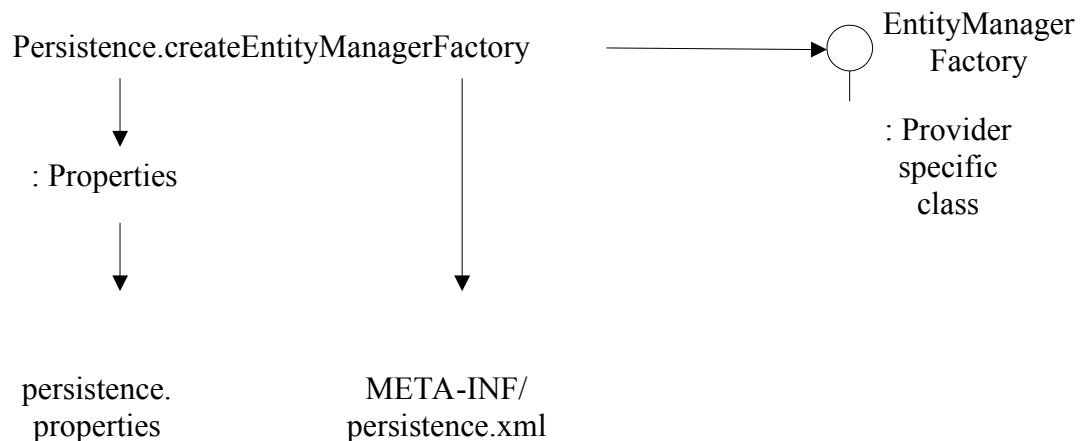 Persistence.createEntityManagerFactory
EntityManager
Factory
: Provider
specific
class
: Properties
persistence.
properties
META-INF/
persistence.xml